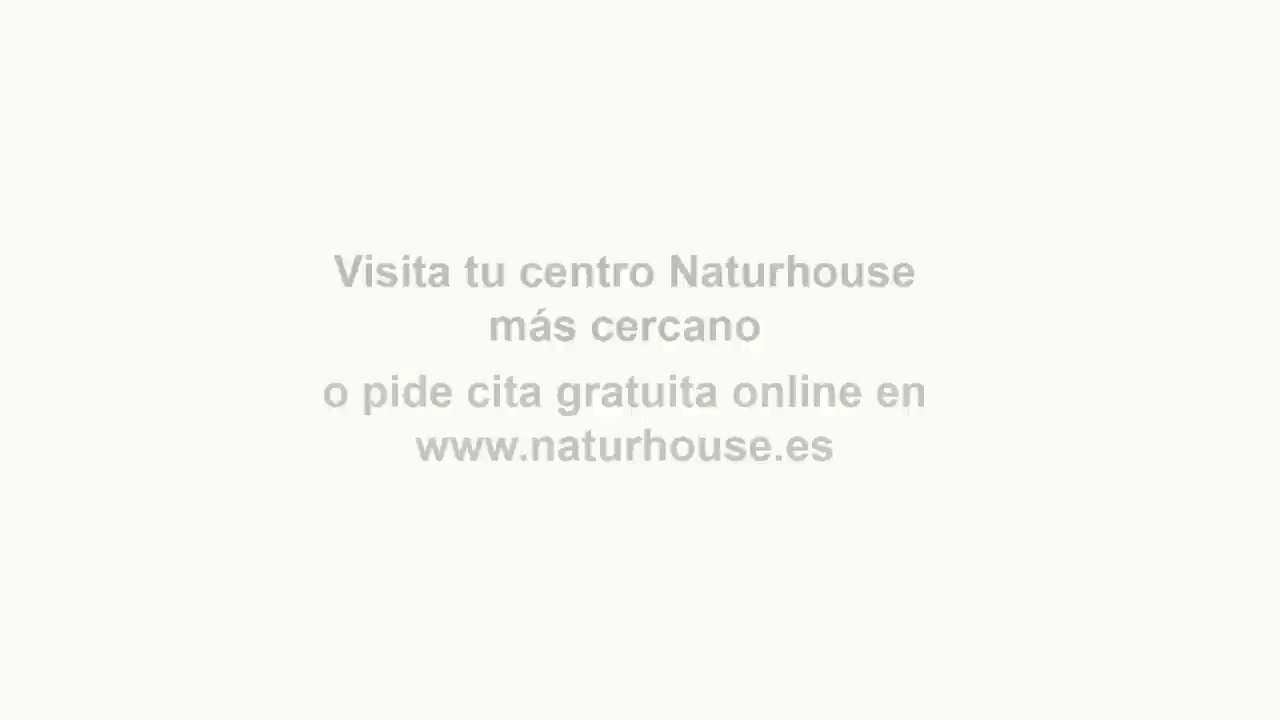 Visita tu centro Naturhouse
más cercano
o pide cita gratuita online en
www.naturhouse.es